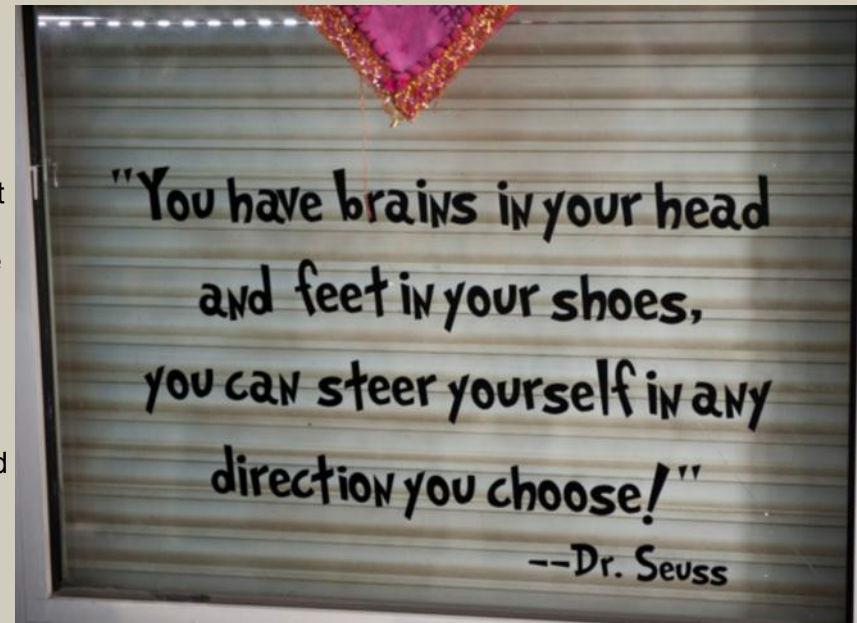 "You have brains in your head
and feet in your shoes,
you can steer yourself in any
direction you choose!"
--Dr. Seuss